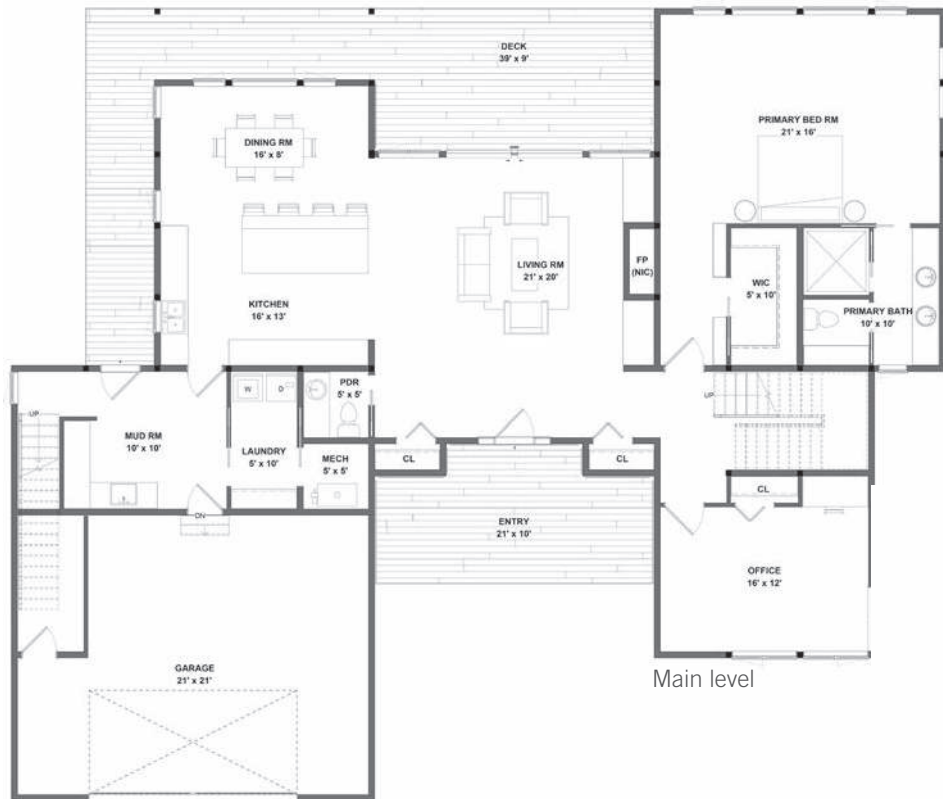 DECK
39' x 9'
PRIMARY BED RM
21' x 16'
DINING RM
16' x 8'
LIVING RM
21' x 20'
FP
(NIC)
WIC
5' x 10'
KITCHEN
16' x 13'
PRIMARY BATH
10' x 10'
UP
W
D
PDR
5' x 5'
UP
MUD RM
10' x 10'
LAUNDRY
5' x 10'
MECH
5' x 5'
CL
CL
CL
DN
ENTRY
21' x 10'
OFFICE
16' x 12'
GARAGE
21' x 21'
Main level